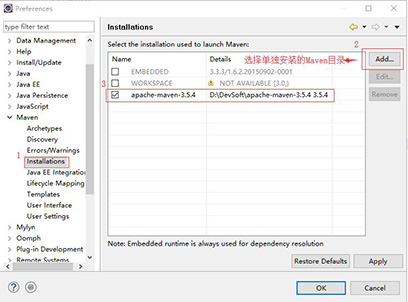 Preferences
type filter text
Installations
Data Management
Help
Install/Update
Java
Java EE
Java Persistence
JavaScript
Maven
Archetypes
Discovery
Errors/Warnings
1
Installations
Java EE Integration
Lifecycle Mapping
Templates
User Interface
User Settings
Mylyn
Oomph
Plug-in Development
Remote Systems
Select the installation used to launch Maven:
2
Name
Details
选择单独安装的Maven目录
Add...
EMBEDDED
3.3.3/1.6.2.20150902-0001
Edit...
3
WORKSPACE
NOT AVAILABLE [3.0,)
Remove
apache-maven-3.5.4
D:\DevSoft\apache-maven-3.5.4 3.5.4
Note: Embedded runtime is always used for dependency resolution
Restore Defaults
Apply
OK
Cancel